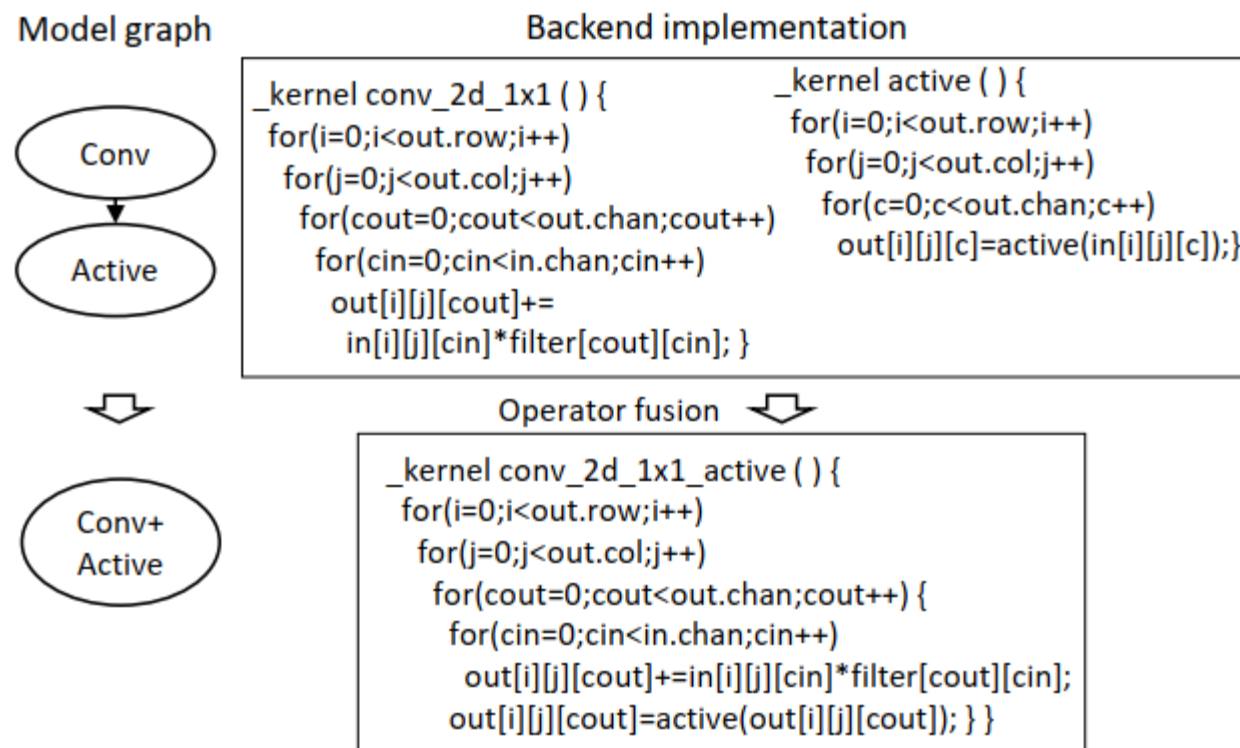 Model graph
Backend implementation
Conv
Active
_kernel conv_2d_1x1 ( ) {
for(i=0;i<out.row;i++)
for(j=0;j<out.col;j++)
for(cout=0;cout<out.chan;cout++)
for(cin=0;cin<in.chan;cin++)
out[i][j][cout]+=
in[i][j][cin]*filter[cout][cin]; }
_kernel active ( ) {
for(i=0;i<out.row;i++)
for(j=0;j<out.col;j++)
for(c=0;c<out.chan;c++)
out[i][j][c]=active(in[i][j][c]);}
Operator fusion
Conv+
Active
_kernel conv_2d_1x1_active ( ) {
for(i=0;i<out.row;i++)
for(j=0;j<out.col;j++)
for(cout=0;cout<out.chan;cout++) {
for(cin=0;cin<in.chan;cin++)
out[i][j][cout]+=in[i][j][cin]*filter[cout][cin];
out[i][j][cout]=active(out[i][j][cout]); } }